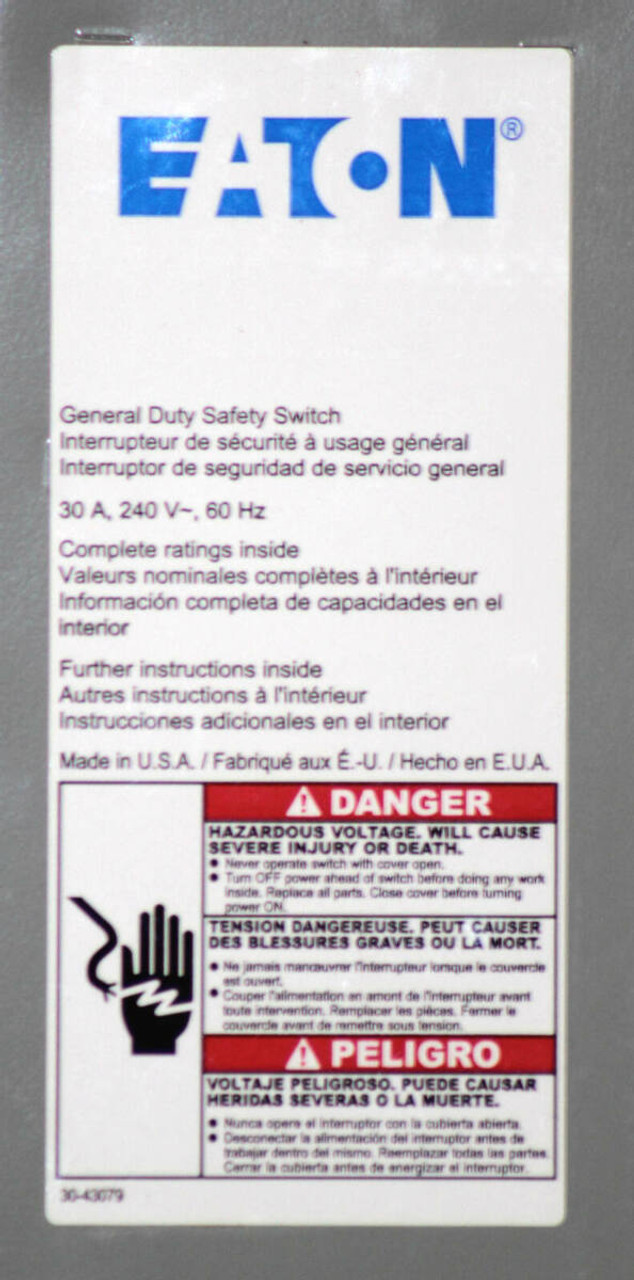 EATON®
General Duty Safety Switch
Interrupteur de sécurité à usage général
Interruptor de seguridad de servicio general
30 A, 240 V~, 60 Hz
Complete ratings inside
Valeurs nominales complètes à l'intérieur
Información completa de capacidades en el
interior
Further instructions inside
Autres instructions à l'intérieur
Instrucciones adicionales en el interior
Made in U.S.A. / Fabriqué aux É.-U. / Hecho en E.U.A.
DANGER
HAZARDOUS VOLTAGE. WILL CAUSE
SEVERE INJURY OR DEATH.
● Never operate switch with cover open.
● Turn OFF power ahead of switch before doing any work
inside. Replace all parts. Close cover before turning
power ON.
TENSION DANGEREUSE. PEUT CAUSER
DES BLESSURES GRAVES OU LA MORT.
● Ne jamais manœuvrer l'interrupteur lorsque le couvercle
est ouvert.
● Couper l'alimentation en amont de l'interrupteur avant
toute intervention. Remplacer les pièces. Fermer le
couvercle avant de remettre sous tension.
PELIGRO
VOLTAJE PELIGROSO. PUEDE CAUSAR
HERIDAS SEVERAS O LA MUERTE.
● Nunca opere el interruptor con la cubierta abierta.
● Desconectar la alimentación del interruptor antes de
trabajar dentro del mismo. Reemplazar todas las partes.
Cerrar la cubierta antes de energizar el interruptor.
30-43079